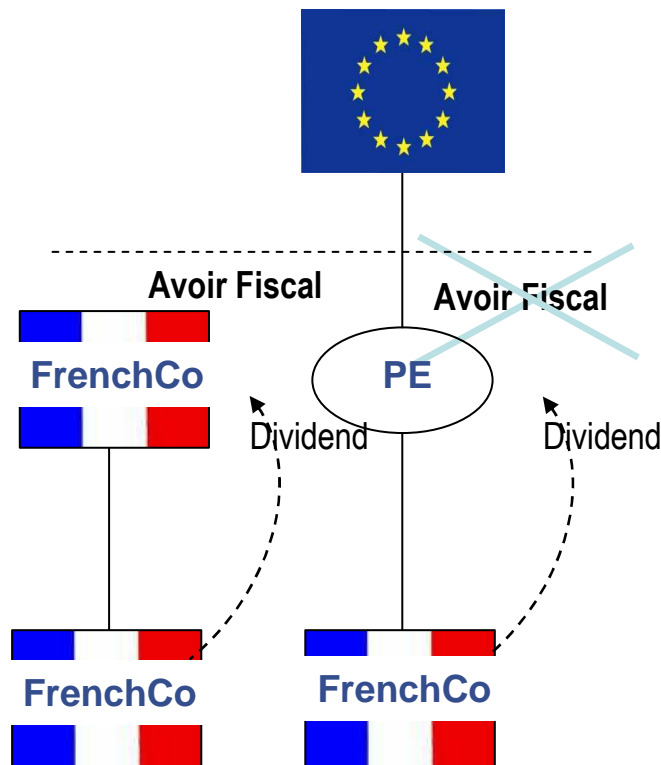 Avoir Fiscal
Avoir Fiscal
FrenchCo
PE
Dividend
Dividend
FrenchCo
FrenchCo